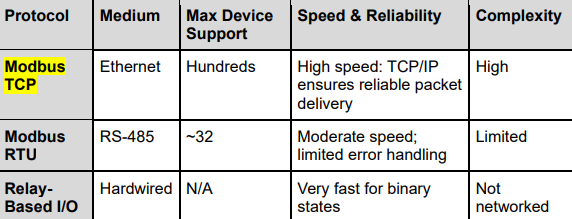 Protocol Medium Max Device Speed & Reliability Complexity
Support
Modbus Ethernet Hundreds High speed: TCP/IP High
TCP ensures reliable packet
delivery
Modbus RS-485 ~32 Moderate speed; Limited
RTU limited error handling
Relay- Hardwired N/A Very fast for binary Not
Based I/O states networked